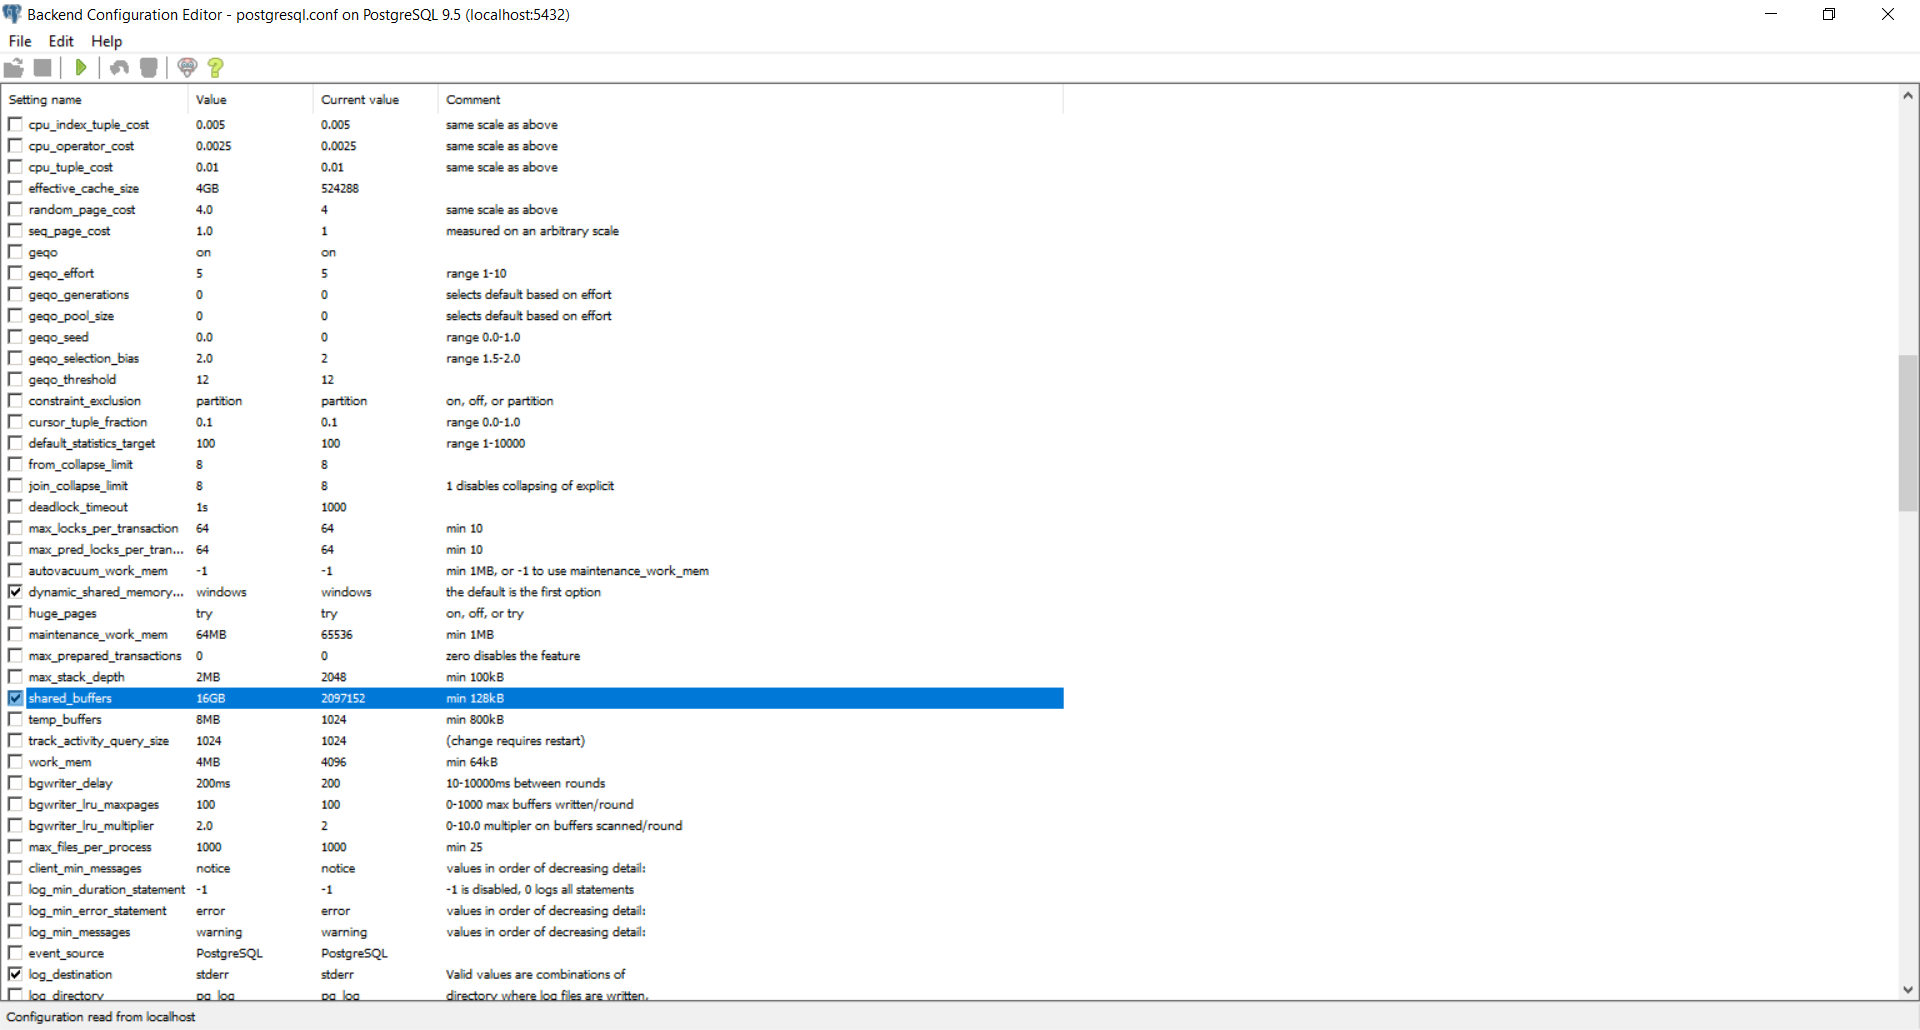 Backend Configuration Editor - postgresql.conf on PostgreSQL 9.5 (localhost:5432)
File Edit Help
Setting name Value Current value Comment
cpu_index_tuple_cost 0.005 0.005 same scale as above
cpu_operator_cost 0.0025 0.0025 same scale as above
cpu_tuple_cost 0.01 0.01 same scale as above
effective_cache_size 4GB 524288
random_page_cost 4.0 4 same scale as above
seq_page_cost 1.0 1 measured on an arbitrary scale
geqo on on
geqo_effort 5 5 range 1-10
geqo_generations 0 0 selects default based on effort
geqo_pool_size 0 0 selects default based on effort
geqo_seed 0.0 0 range 0.0-1.0
geqo_selection_bias 2.0 2 range 1.5-2.0
geqo_threshold 12 12
constraint_exclusion partition partition on, off, or partition
cursor_tuple_fraction 0.1 0.1 range 0.0-1.0
default_statistics_target 100 100 range 1-10000
from_collapse_limit 8 8
join_collapse_limit 8 8 1 disables collapsing of explicit
deadlock_timeout 1s 1000
max_locks_per_transaction 64 64 min 10
max_pred_locks_per_tran... 64 64 min 10
autovacuum_work_mem -1 -1 min 1MB, or -1 to use maintenance_work_mem
dynamic_shared_memory... windows windows the default is the first option
huge_pages try try on, off, or try
maintenance_work_mem 64MB 65536 min 1MB
max_prepared_transactions 0 0 zero disables the feature
max_stack_depth 2MB 2048 min 100kB
shared_buffers 16GB 2097152 min 128kB
temp_buffers 8MB 1024 min 800kB
track_activity_query_size 1024 1024 (change requires restart)
work_mem 4MB 4096 min 64kB
bgwriter_delay 200ms 200 10-10000ms between rounds
bgwriter_lru_maxpages 100 100 0-1000 max buffers written/round
bgwriter_lru_multiplier 2.0 2 0-10.0 multipler on buffers scanned/round
max_files_per_process 1000 1000 min 25
client_min_messages notice notice values in order of decreasing detail:
log_min_duration_statement -1 -1 -1 is disabled, 0 logs all statements
log_min_error_statement error error values in order of decreasing detail:
log_min_messages warning warning values in order of decreasing detail:
event_source PostgreSQL PostgreSQL
log_destination stderr stderr Valid values are combinations of
log_directory pg_log pg_log directory where log files are written,
Configuration read from localhost